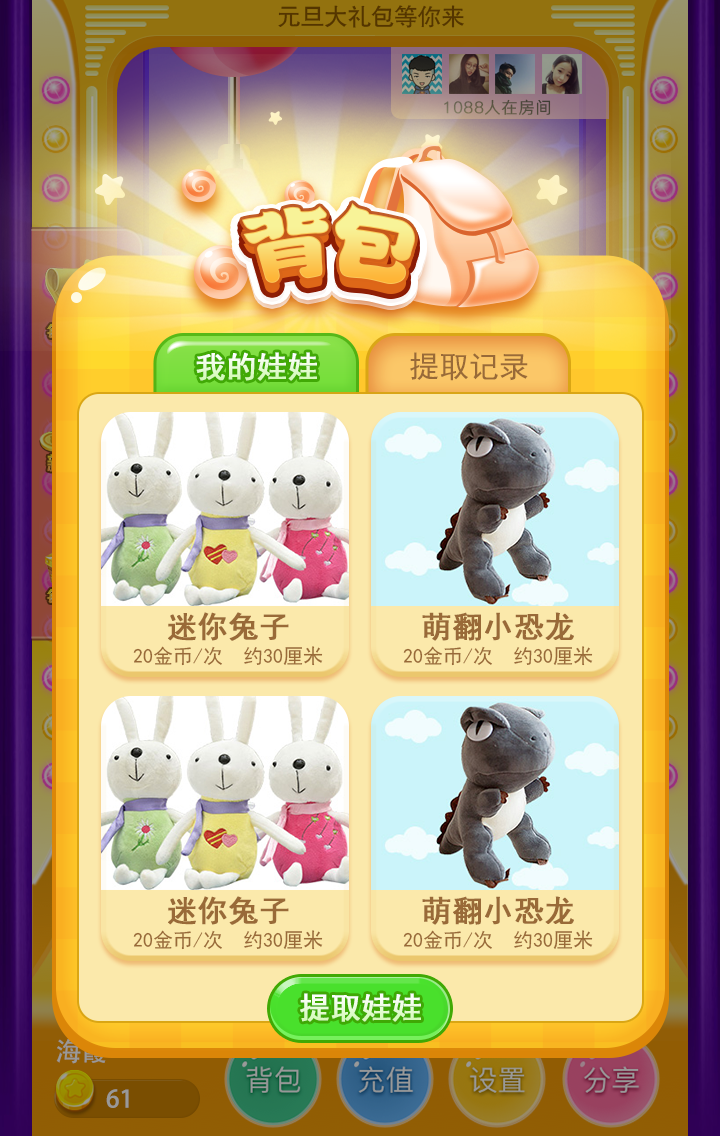 元旦大礼包等你来
1088人在房间
背包
我的娃娃
提取记录
迷你兔子
20金币/次 约30厘米
萌翻小恐龙
20金币/次 约30厘米
迷你兔子
20金币/次 约30厘米
萌翻小恐龙
20金币/次 约30厘米
提取娃娃
海霞
61
背包
充值
设置
分享